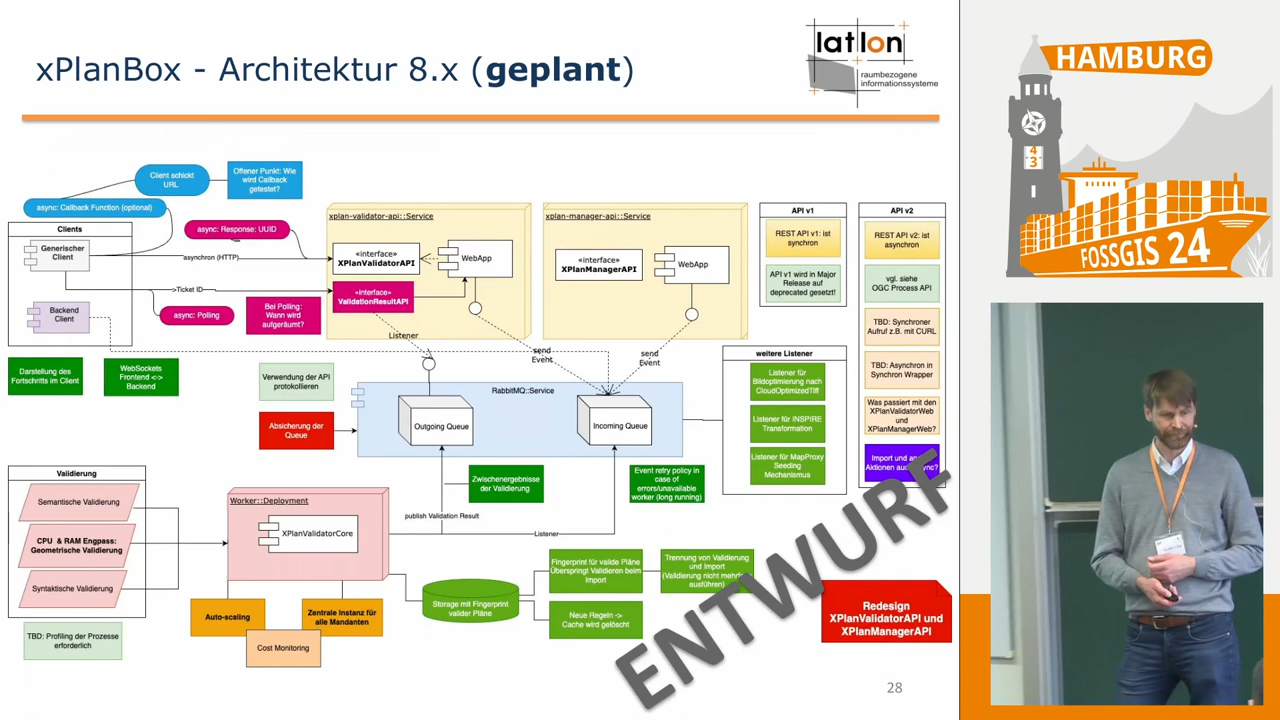 xPlanBox - Architektur 8.x (geplant)
lat|lon
raumbezogene
informationssysteme
HAMBURG
FOSSGIS 24
4
3
Client schickt
URL
Offener Punkt: Wie
wird Callback
getestet?
async: Callback Function (optional)
Clients
Generischer
Client
Backend
Client
async: Response: UUID
asynchron (HTTP)
>Ticket ID
async: Polling
Bei Polling:
Wann wird
aufgeräumt?
xplan-validator-api::Service
«interface»
XPlanValidatorAPI
WebApp
«interface»
ValidationResultAPI
xplan-manager-api::Service
«interface»
XPlanManagerAPI
WebApp
API v1
REST API v1: ist
synchron
API v1 wird in Major
Release auf
deprecated gesetzt!
API v2
REST API v2: ist
asynchron
vgl. siehe
OGC Process API
TBD: Synchroner
Aufruf z.B. mit CURL
TBD: Asynchron in
Synchron Wrapper
Was passiert mit den
XPlanValidatorWeb
und
XPlanManagerWeb?
Import und
Aktionen
Listener
send
Event
send
Event
Darstellung des
Fortschritts im Client
WebSockets
Frontend <->
Backend
Verwendung der API
protokollieren
Absicherung der
Queue
RabbitMQ::Service
Outgoing Queue
Incoming Queue
weitere Listener
Listener für
Bildoptimierung nach
CloudOptimizedTiff
Listener für INSPIRE
Transformation
Listener für MapProxy
Seeding
Mechanismus
Zwischenergebnisse
der Validierung
Event retry policy in
case of
errors/unavailable
worker (long running)
Validierung
Semantische Validierung
CPU & RAM Engpass:
Geometrische Validierung
Syntaktische Validierung
TBD: Profiling der Prozesse
erforderlich
Worker::Deployment
XPlanValidatorCore
publish Validation Result
Listener
Auto-scaling
Zentrale Instanz für
alle Mandanten
Cost Monitoring
Storage mit Fingerprint
valider Pläne
Fingerprint für valide Pläne
Überspringt Validieren beim
Import
Neue Regeln ->
Cache wird gelöscht
Trennung von Validierung
und Import
(Validierung nicht
ausführen)
ENTWURF
Redesign
XPlanValidatorAPI und
XPlanManagerAPI
28